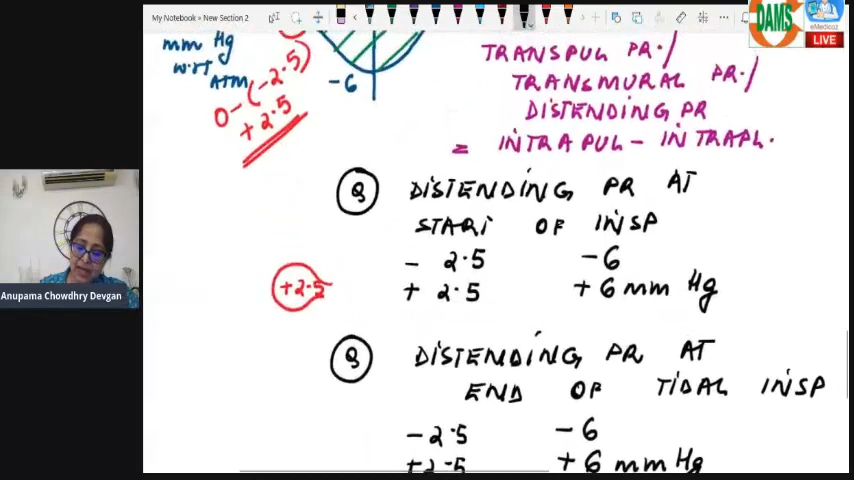 My Notebook » New Section 2
DAMS
eMedicoz
LIVE
mm Hg
w.r.t
ATM
-6
0-(-2.5)
+2.5
TRANSPUL PR./
TRANSMURAL PR./
DISTENDING PR
= INTRAPUL - INTRAPL.
Q DISTENDING PR AT
START OF INSP
- 2.5 -6
+ 2.5 +6 mm Hg
+2.5
Anupama Chowdhry Devgan
Q DISTENDING PR AT
END OF TIDAL INSP
-2.5 -6
+2.5 +6 mm Hg